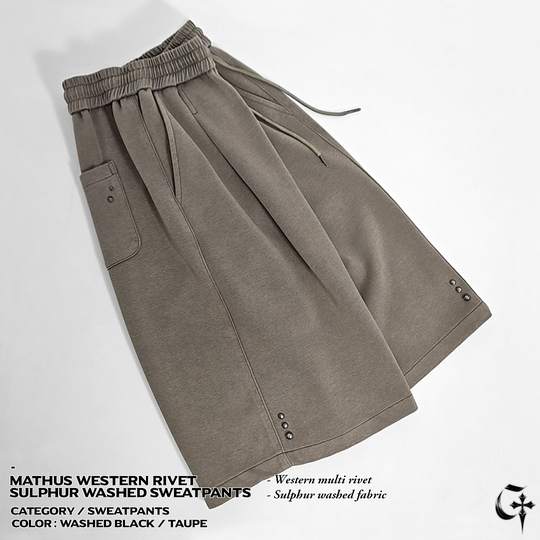 -
MATHUS WESTERN RIVET
SULPHUR WASHED SWEATPANTS
CATEGORY / SWEATPANTS
COLOR : WASHED BLACK / TAUPE
- Western multi rivet
- Sulphur washed fabric